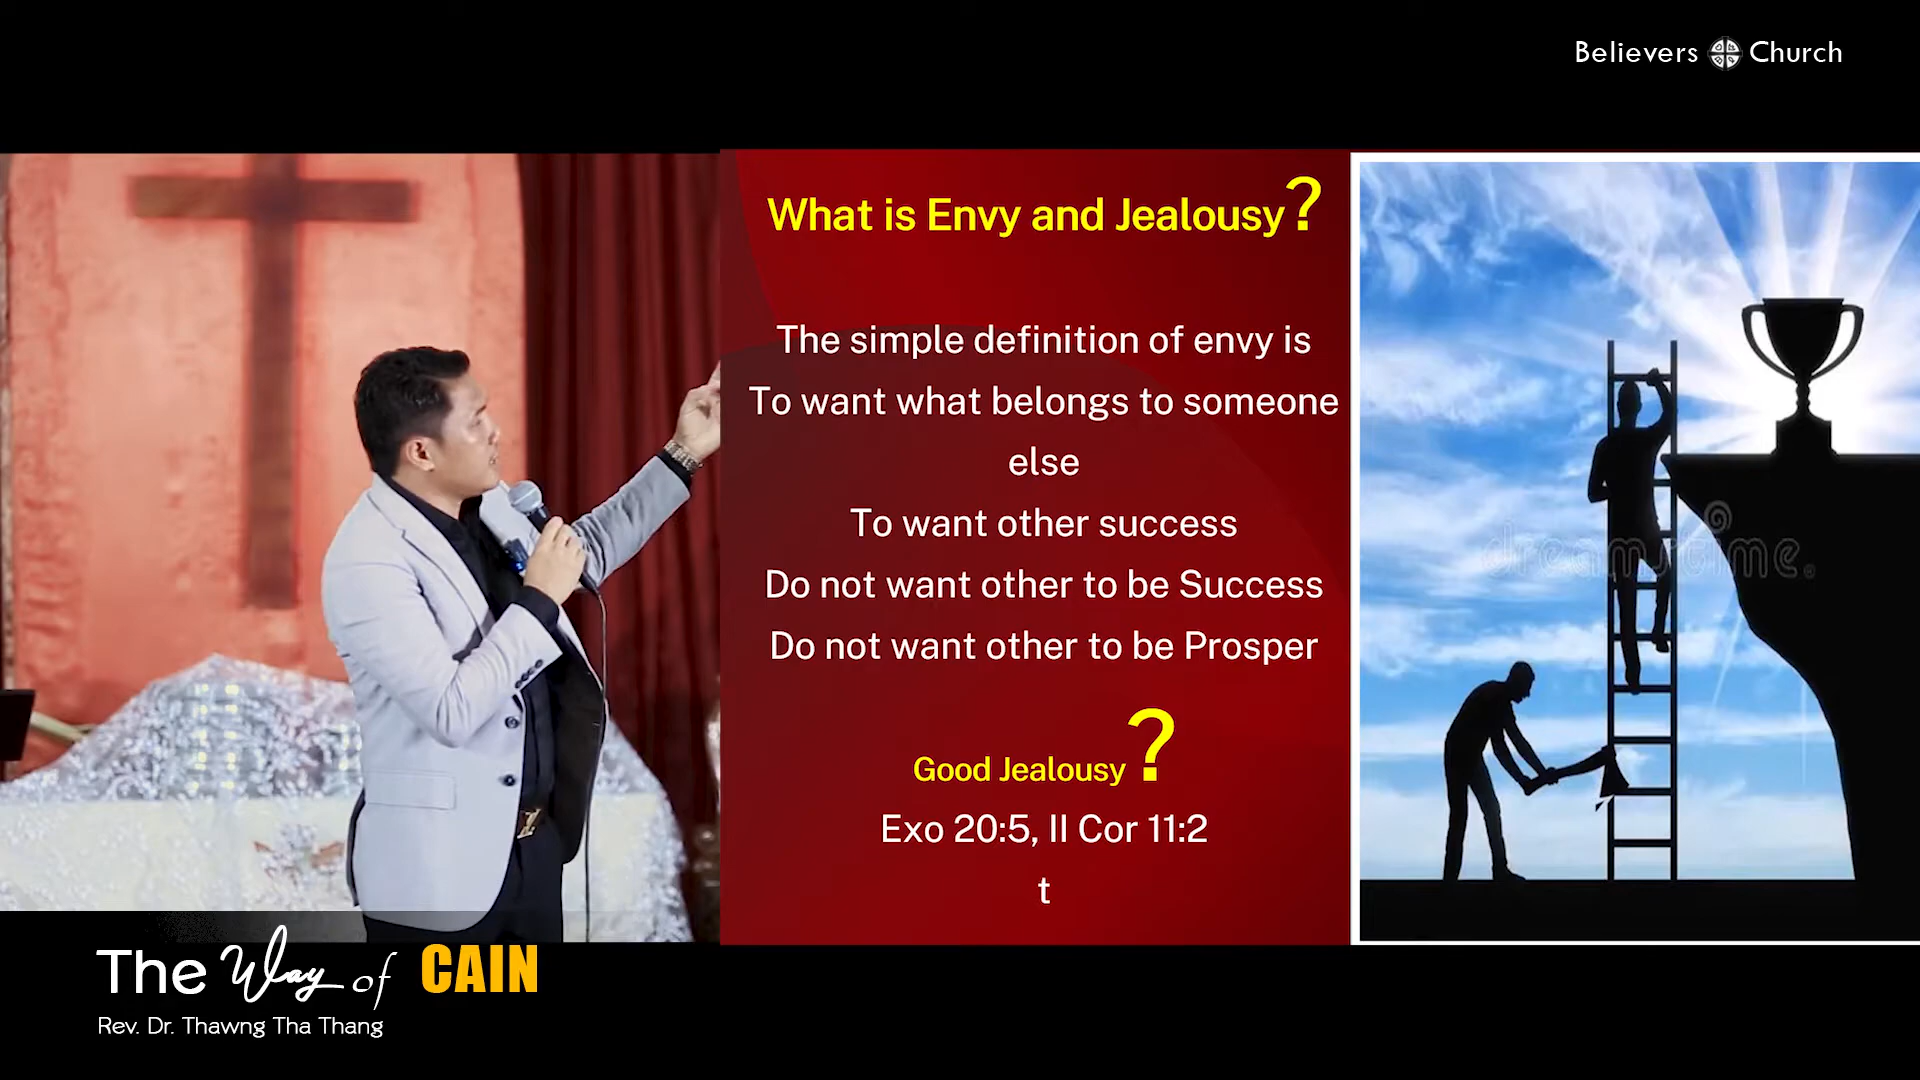 Believers Church
What is Envy and Jealousy?
The simple definition of envy is
To want what belongs to someone
else
To want other success
Do not want other to be Success
Do not want other to be Prosper
Good Jealousy?
Exo 20:5, II Cor 11:2
t
dreamstime.
The Way of CAIN
Rev. Dr. Thawng Tha Thang